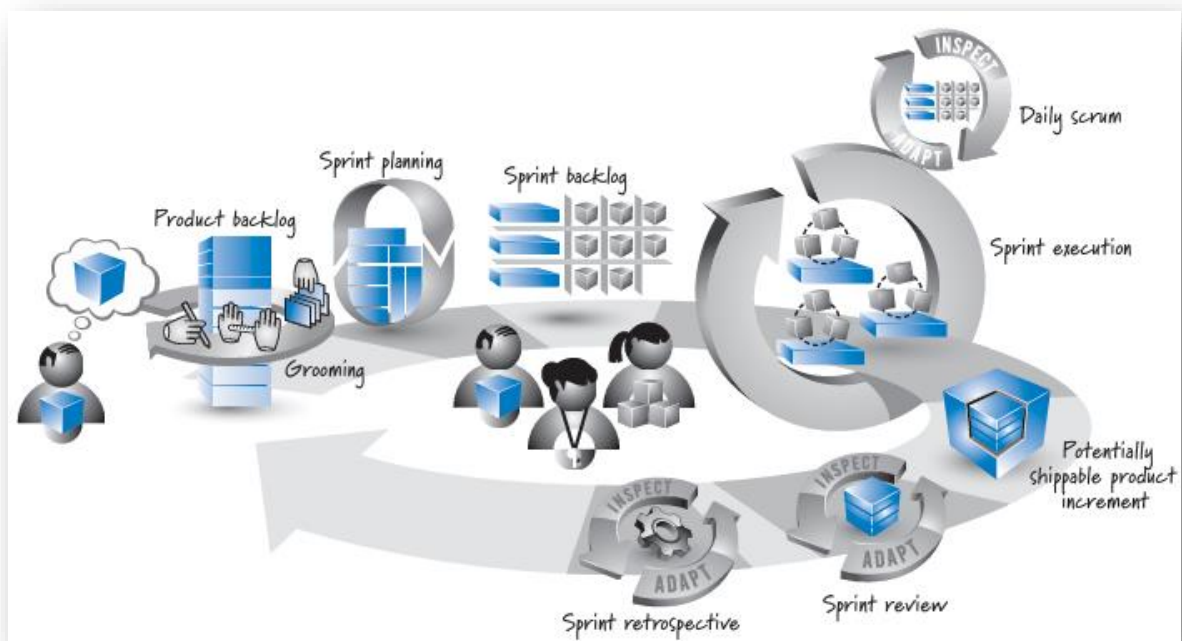 INSPECT
ADAPT
Daily scrum
Sprint planning
Sprint backlog
Product backlog
Sprint execution
Grooming
Potentially
shippable product
increment
INSPECT
ADAPT
Sprint review
INSPECT
ADAPT
Sprint retrospective